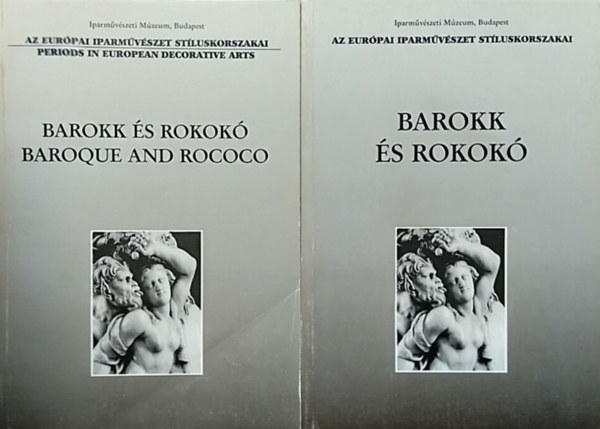 Iparművészeti Múzeum, Budapest
AZ EURÓPAI IPARMŰVÉSZET STÍLUSKORSZAKAI
PERIODS IN EUROPEAN DECORATIVE ARTS
BAROKK ÉS ROKOKÓ
BAROQUE AND ROCOCO
Iparművészeti Múzeum, Budapest
AZ EURÓPAI IPARMŰVÉSZET STÍLUSKORSZAKAI
BAROKK
ÉS ROKOKÓ